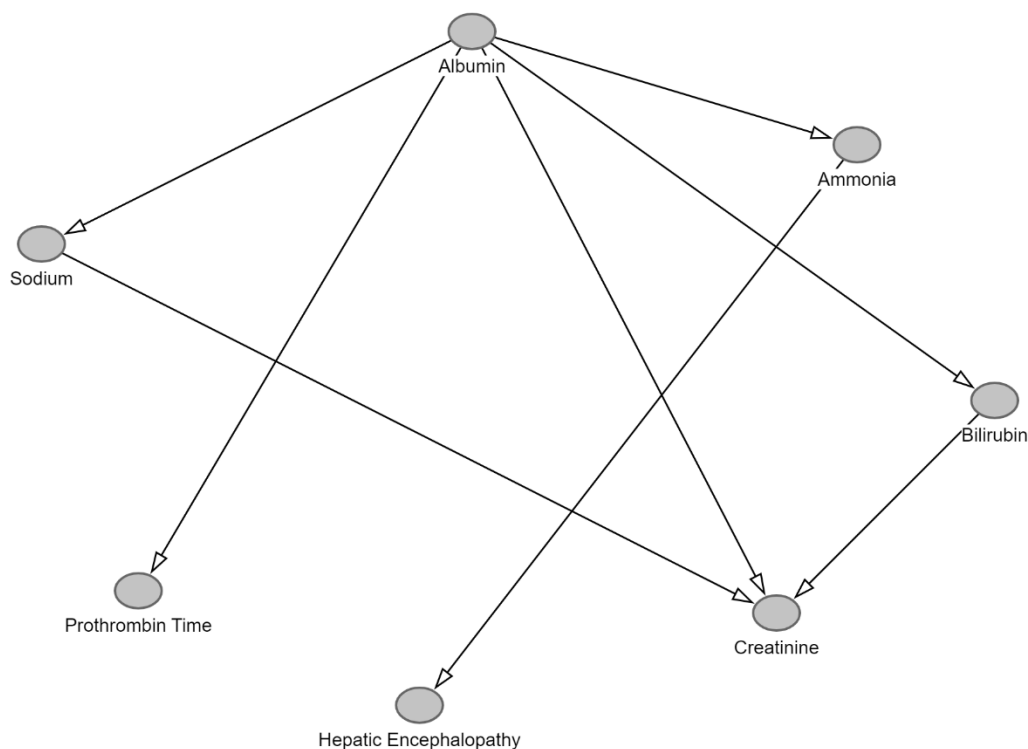 Albumin
Ammonia
Sodium
Bilirubin
Prothrombin Time
Creatinine
Hepatic Encephalopathy